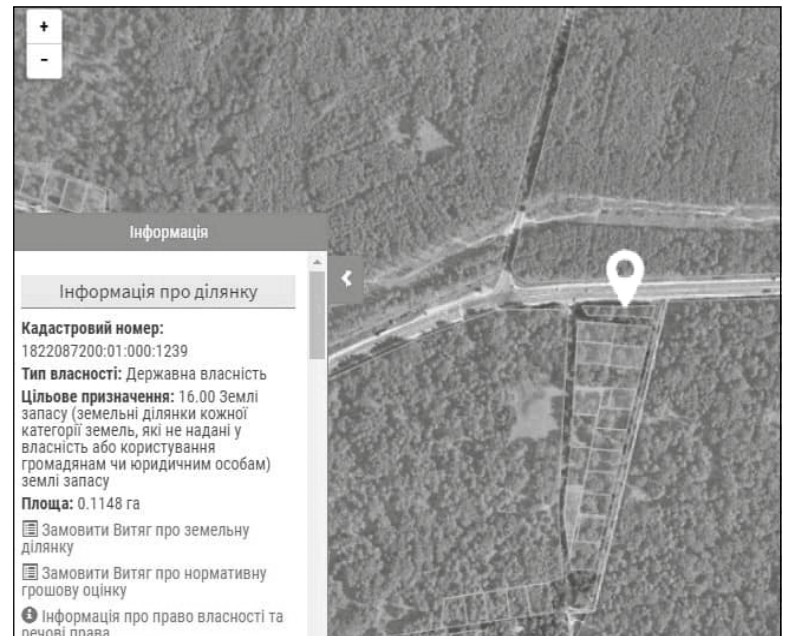 +
-
Інформація
Інформація про ділянку
Кадастровий номер:
1822087200:01:000:1239
Тип власності: Державна власність
Цільове призначення: 16.00 Землі
запасу (земельні ділянки кожної
категорії земель, які не надані у
власність або користування
громадянам чи юридичним особам)
землі запасу
Площа: 0.1148 га
Замовити Витяг про земельну
ділянку
Замовити Витяг про нормативну
грошову оцінку
Інформація про право власності та
речові права